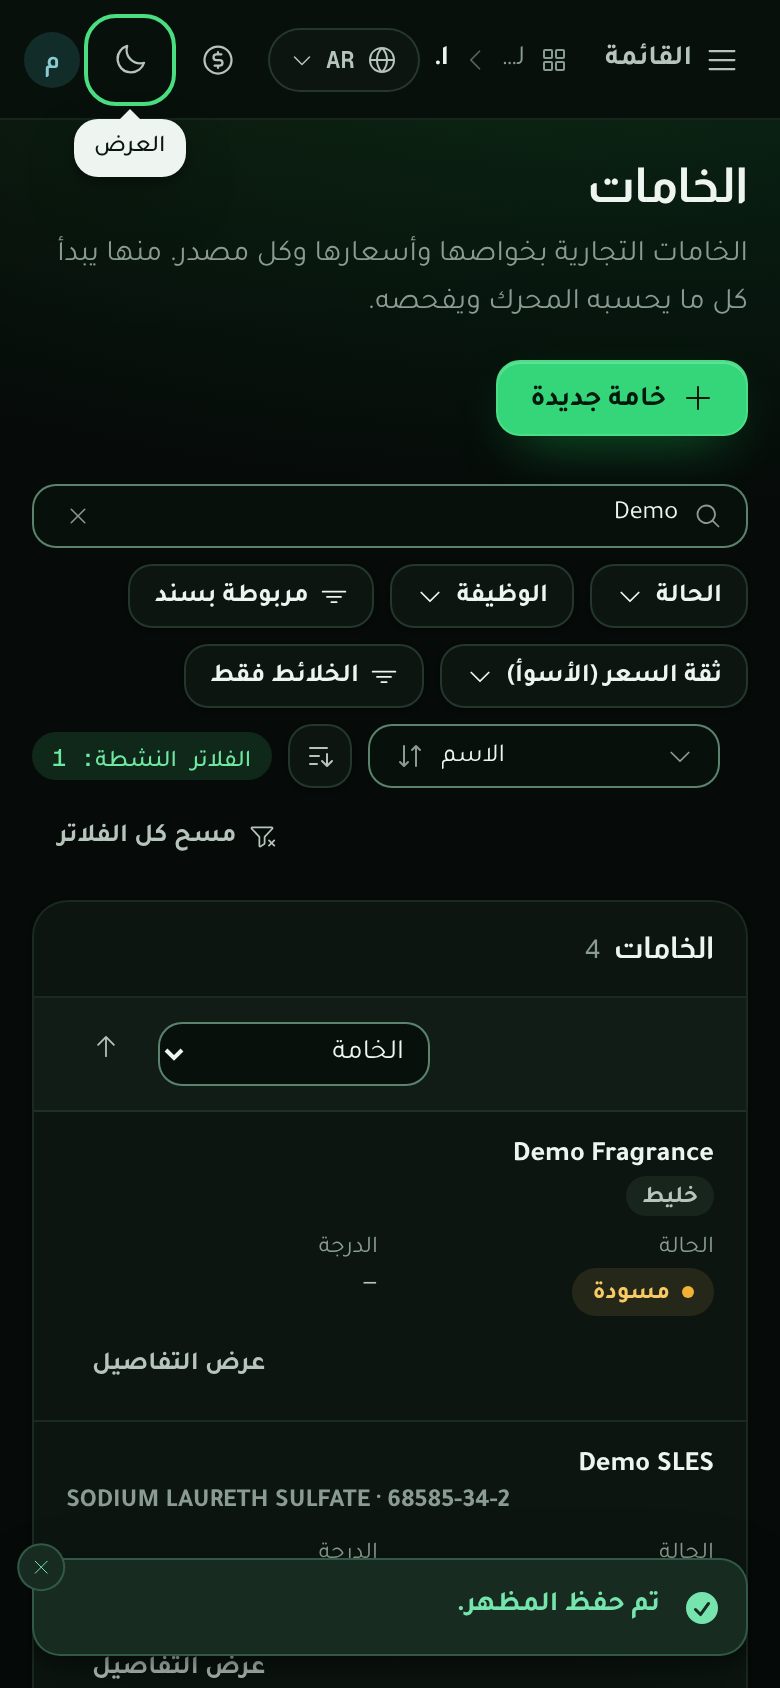 القائمة
لـ...
ا.
AR
م
العرض
الخامات
الخامات التجارية بخواصها وأسعارها وكل مصدر. منها يبدأ
كل ما يحسبه المحرك ويفحصه.
خامة جديدة
Demo
الحالة
الوظيفة
مربوطة بسند
ثقة السعر (الأسوأ)
الخلائط فقط
الاسم
الفلاتر النشطة: 1
مسح كل الفلاتر
الخامات 4
الخامة
Demo Fragrance
خليط
الحالة
الدرجة
مسودة
–
عرض التفاصيل
Demo SLES
SODIUM LAURETH SULFATE · 68585-34-2
الحالة
الدرجة
تم حفظ المظهر.
عرض التفاصيل